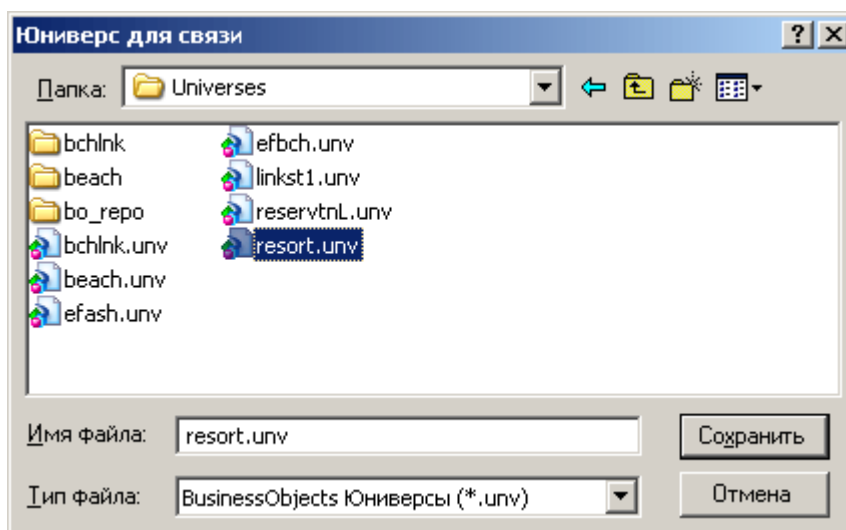 Юниверс для связи
Папка: Universes
bchlnk
beach
bo_repo
bchlnk.unv
beach.unv
efash.unv
efbch.unv
linkst1.unv
reservtnL.unv
resort.unv
Имя файла: resort.unv Сохранить
Тип файла: BusinessObjects Юниверсы (*.unv) Отмена